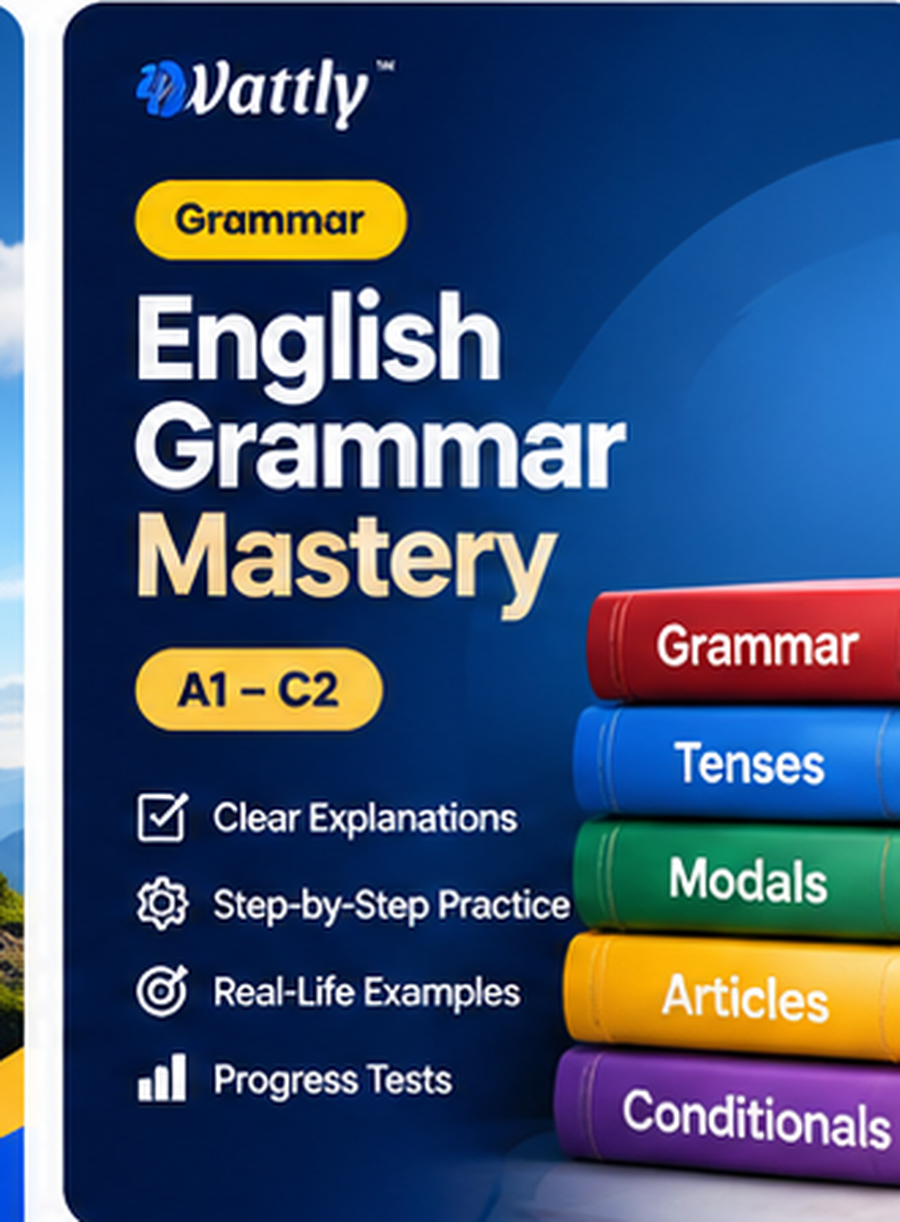 Wattly™
Grammar
English
Grammar
Mastery
A1 – C2
Clear Explanations
Step-by-Step Practice
Real-Life Examples
Progress Tests
Grammar
Tenses
Modals
Articles
Conditionals